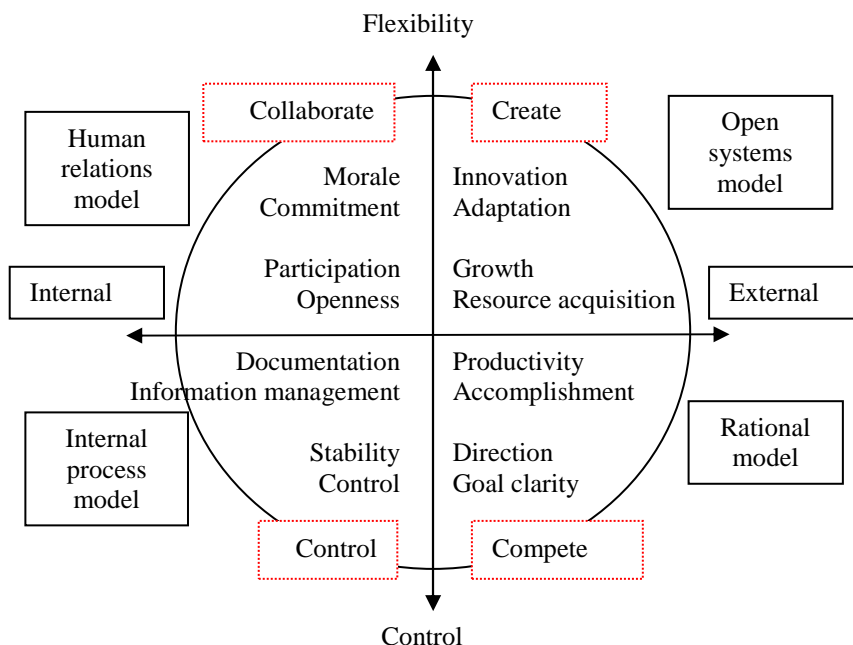 Flexibility
Collaborate
Create
Human
relations
model
Open
systems
model
Morale
Commitment
Innovation
Adaptation
Participation
Openness
Growth
Resource acquisition
Internal
External
Documentation
Information management
Productivity
Accomplishment
Internal
process
model
Rational
model
Stability
Control
Direction
Goal clarity
Control
Compete
Control